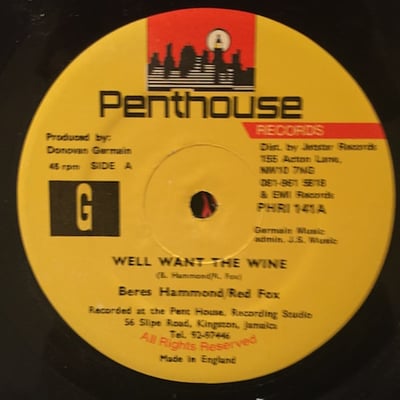 Penthouse
RECORDS
Produced by:
Donovan Germain
45 rpm SIDE A
G
Dist. by Jetstar Records
155 Acton Lane,
NW10 7NG
081-961 5818
& EMI Records
PHRI 141A
Germain Music
admin. J.S. Music
WELL WANT THE WINE
(B. Hammond/R. Fox)
Beres Hammond/Red Fox
Recorded at the Pent House, Recording Studio
56 Slipe Road, Kingston, Jamaica
Tel. 92-97446
All Rights Reserved
Made in England